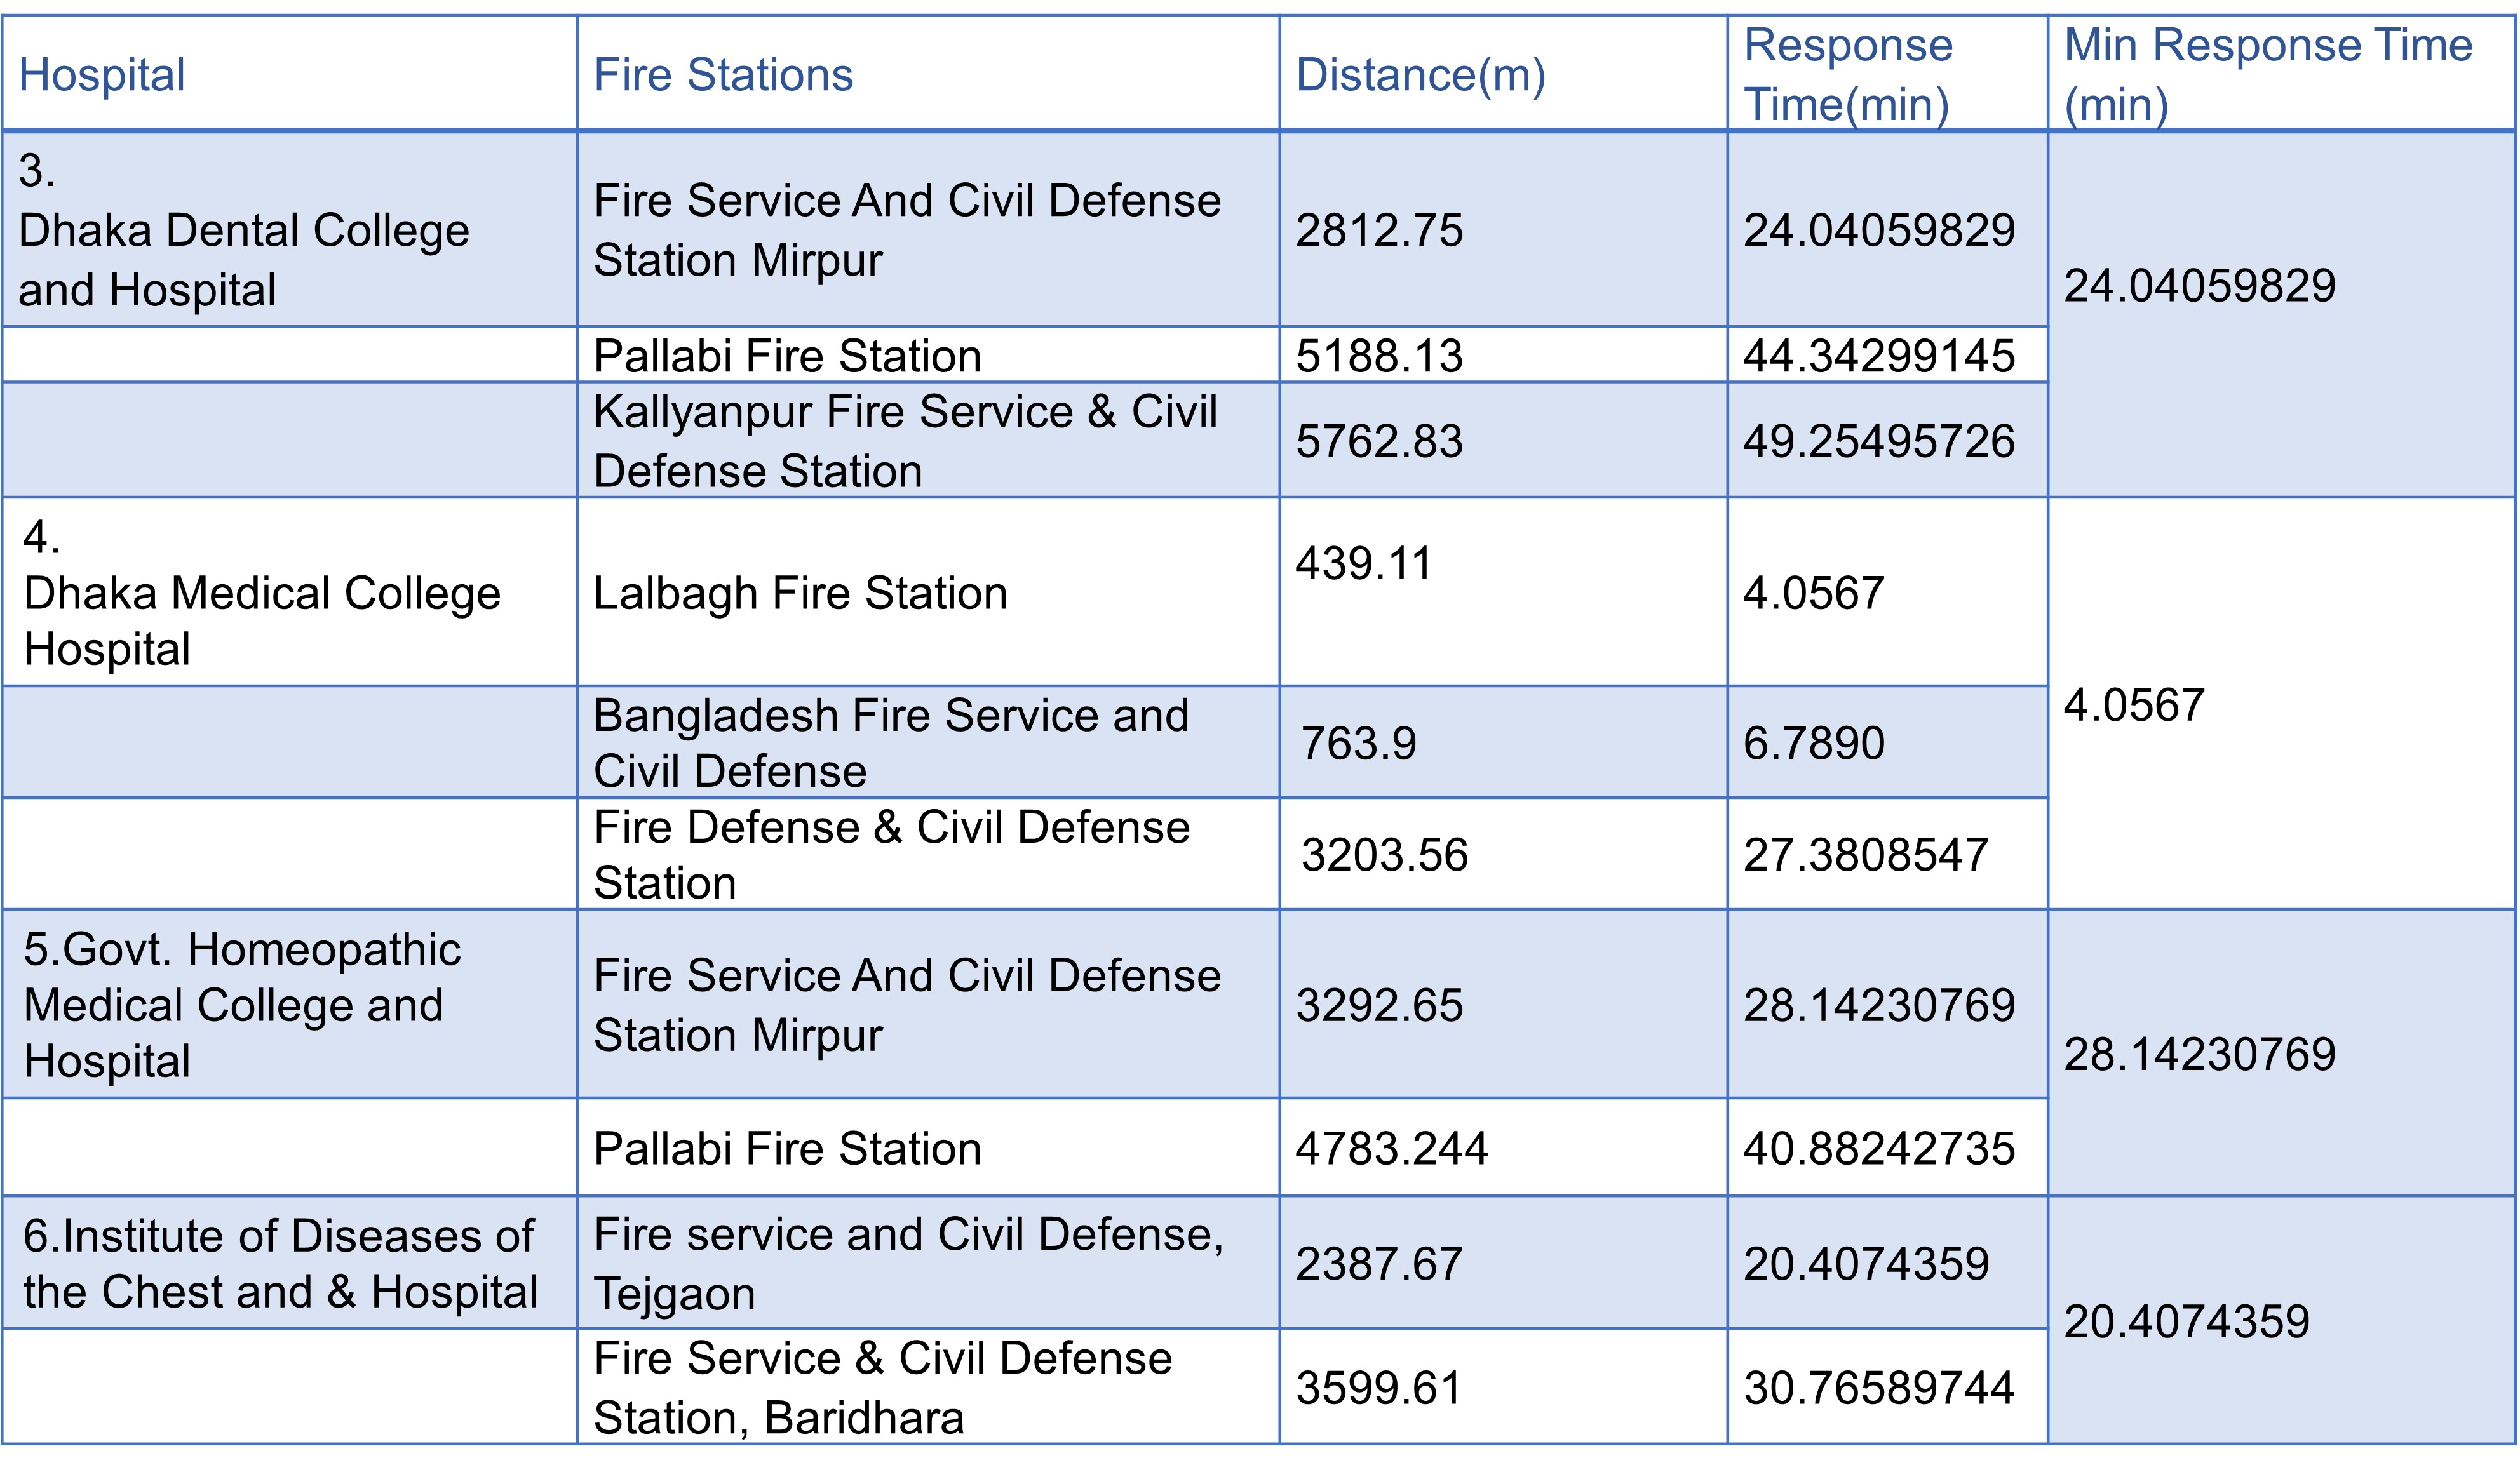 Hospital
Fire Stations
Distance(m)
Response
Time(min)
Min Response Time
(min)
3.
Dhaka Dental College
and Hospital
Fire Service And Civil Defense
Station Mirpur
2812.75
24.04059829
24.04059829
Pallabi Fire Station
5188.13
44.34299145
Kallyanpur Fire Service & Civil
Defense Station
5762.83
49.25495726
4.
Dhaka Medical College
Hospital
Lalbagh Fire Station
439.11
4.0567
4.0567
Bangladesh Fire Service and
Civil Defense
763.9
6.7890
Fire Defense & Civil Defense
Station
3203.56
27.3808547
5.Govt. Homeopathic
Medical College and
Hospital
Fire Service And Civil Defense
Station Mirpur
3292.65
28.14230769
28.14230769
Pallabi Fire Station
4783.244
40.88242735
6.Institute of Diseases of
the Chest and & Hospital
Fire service and Civil Defense,
Tejgaon
2387.67
20.4074359
20.4074359
Fire Service & Civil Defense
Station, Baridhara
3599.61
30.76589744